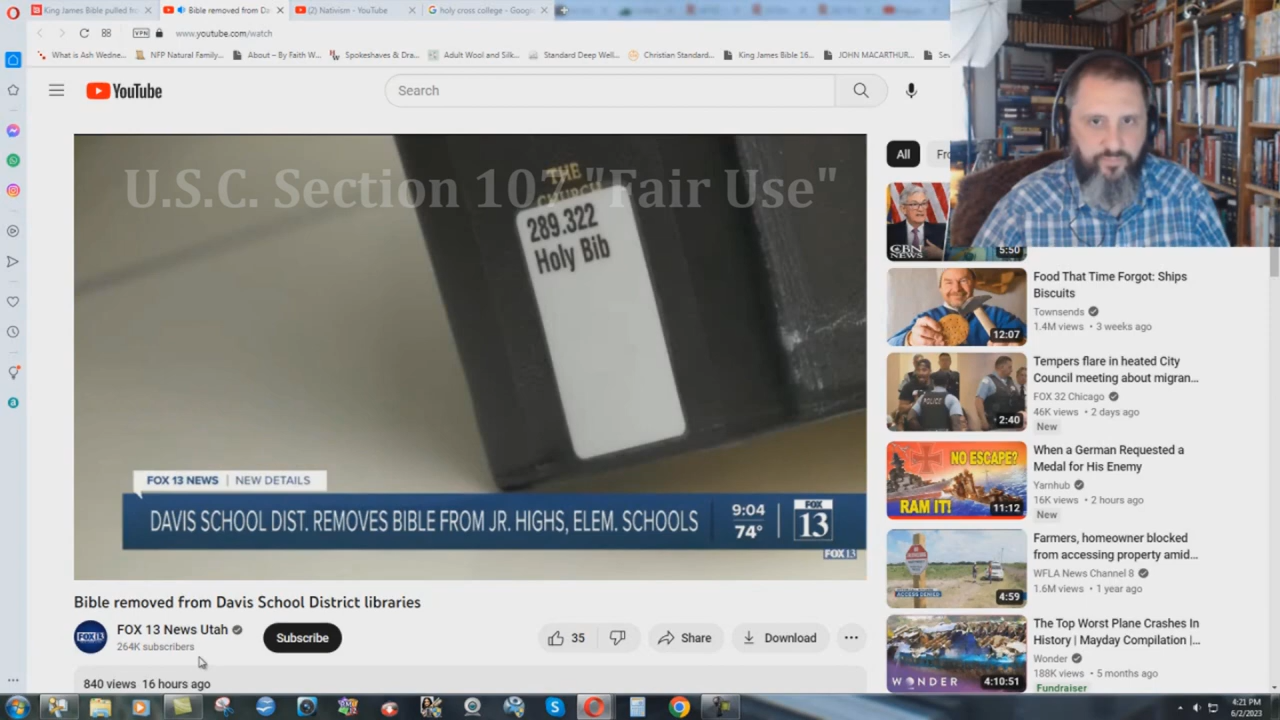 King James Bible pulled fro
Bible removed from Da
(2) Nativism - YouTube
holy cross college - Goog
88
VPN
www.youtube.com/watch
What is Ash Wedne...
NFP Natural Family...
About – By Faith W...
Spokeshaves & Dra...
Adult Wool and Silk...
Standard Deep Well...
Christian Standard...
King James Bible 16...
JOHN MACARTHUR...
YouTube
Search
All
U.S.C. Section 107 "Fair Use"
THE
CHURCH
289.322
Holy Bib
FOX 13 NEWS | NEW DETAILS
DAVIS SCHOOL DIST. REMOVES BIBLE FROM JR. HIGHS, ELEM. SCHOOLS
9:04
74°
FOX
13
FOX13
Bible removed from Davis School District libraries
FOX 13 News Utah
264K subscribers
Subscribe
35
Share
Download
840 views 16 hours ago
CBN
NEWS
5:50
Food That Time Forgot: Ships
Biscuits
Townsends
1.4M views • 3 weeks ago
12:07
Tempers flare in heated City
Council meeting about migran...
FOX 32 Chicago
46K views • 2 days ago
New
POLICE
2:40
When a German Requested a
Medal for His Enemy
Yarnhub
16K views • 2 hours ago
New
NO ESCAPE?
RAM IT!
11:12
Farmers, homeowner blocked
from accessing property amid...
WFLA News Channel 8
1.6M views • 1 year ago
4:59
The Top Worst Plane Crashes In
History | Mayday Compilation |...
Wonder
188K views • 5 months ago
Fundraiser
WONDER
4:10:51
4:21 PM
6/2/2023